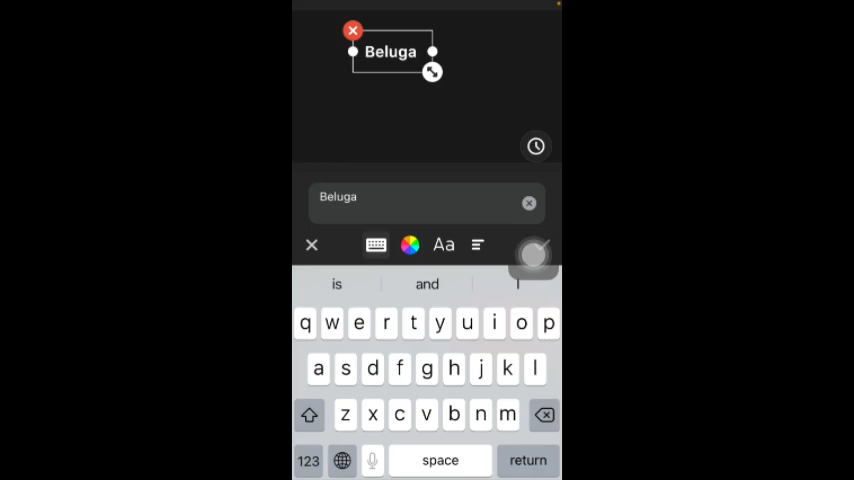 Beluga
Beluga
Aa
is and I
q w e r t y u i o p
a s d f g h j k l
z x c v b n m
123 space return